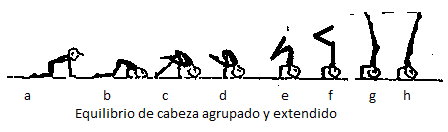 a b c d e f g h
Equilibrio de cabeza agrupado y extendido